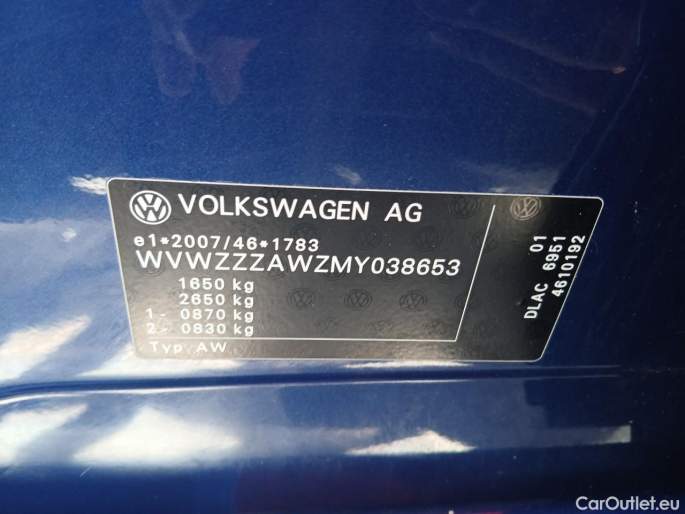 VOLKSWAGEN AG
e1*2007/46*1783
WVWZZZAWZMY038653
1650 kg
2650 kg
1 - 0870 kg
2 - 0830 kg
Typ: AW
01
DLAC 6951
4610192
CarOutlet.eu